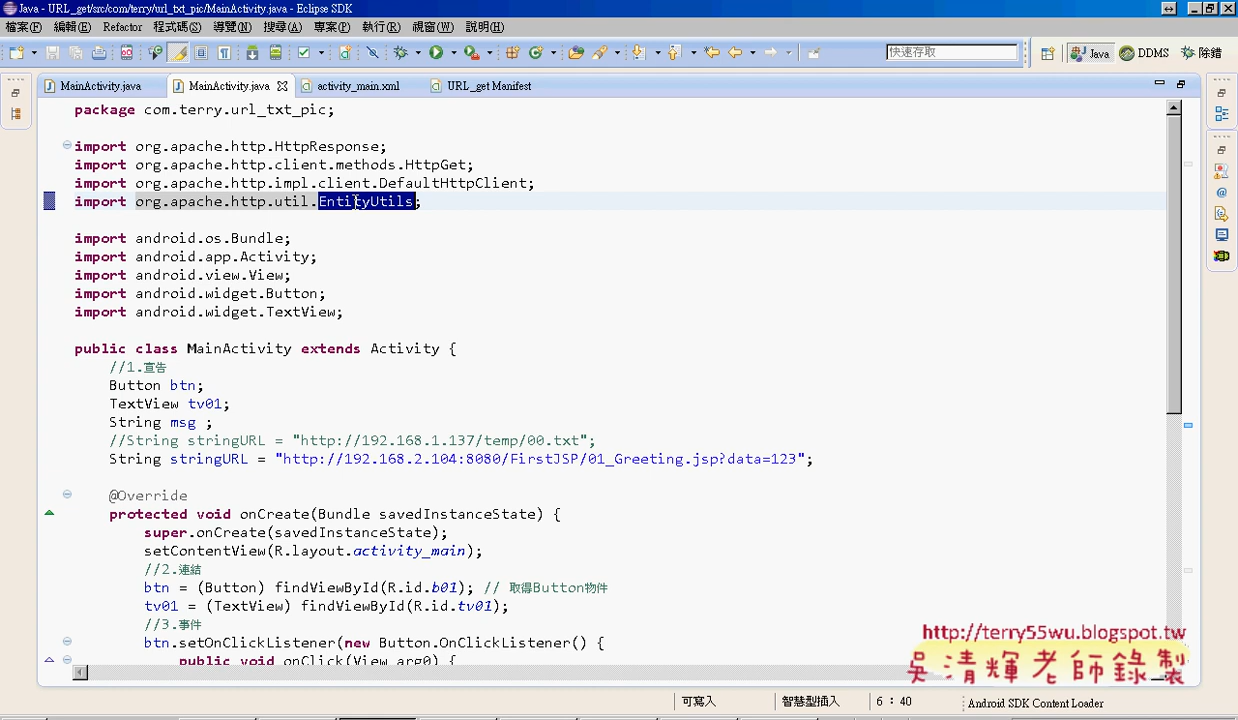 Java - URL_get/src/com/terry/url_txt_pic/MainActivity.java - Eclipse SDK
檔案(F) 編輯(E) Refactor 程式碼(S) 導覽(N) 搜尋(A) 專案(P) 執行(R) 視窗(W) 說明(H)
快速存取 Java DDMS 除錯
MainActivity.java MainActivity.java activity_main.xml URL_get Manifest
package com.terry.url_txt_pic;
import org.apache.http.HttpResponse;
import org.apache.http.client.methods.HttpGet;
import org.apache.http.impl.client.DefaultHttpClient;
import org.apache.http.util.EntityUtils;
import android.os.Bundle;
import android.app.Activity;
import android.view.View;
import android.widget.Button;
import android.widget.TextView;
public class MainActivity extends Activity {
//1.宣告
Button btn;
TextView tv01;
String msg ;
//String stringURL = "http://192.168.1.137/temp/00.txt";
String stringURL = "http://192.168.2.104:8080/FirstJSP/01_Greeting.jsp?data=123";
@Override
protected void onCreate(Bundle savedInstanceState) {
super.onCreate(savedInstanceState);
setContentView(R.layout.activity_main);
//2.連結
btn = (Button) findViewById(R.id.b01); // 取得Button物件
tv01 = (TextView) findViewById(R.id.tv01);
//3.事件
btn.setOnClickListener(new Button.OnClickListener() {
public void onClick(View arg0) {
http://terry55wu.blogspot.tw
吳清輝老師錄製
可寫入 智慧型插入 6 : 40 Android SDK Content Loader